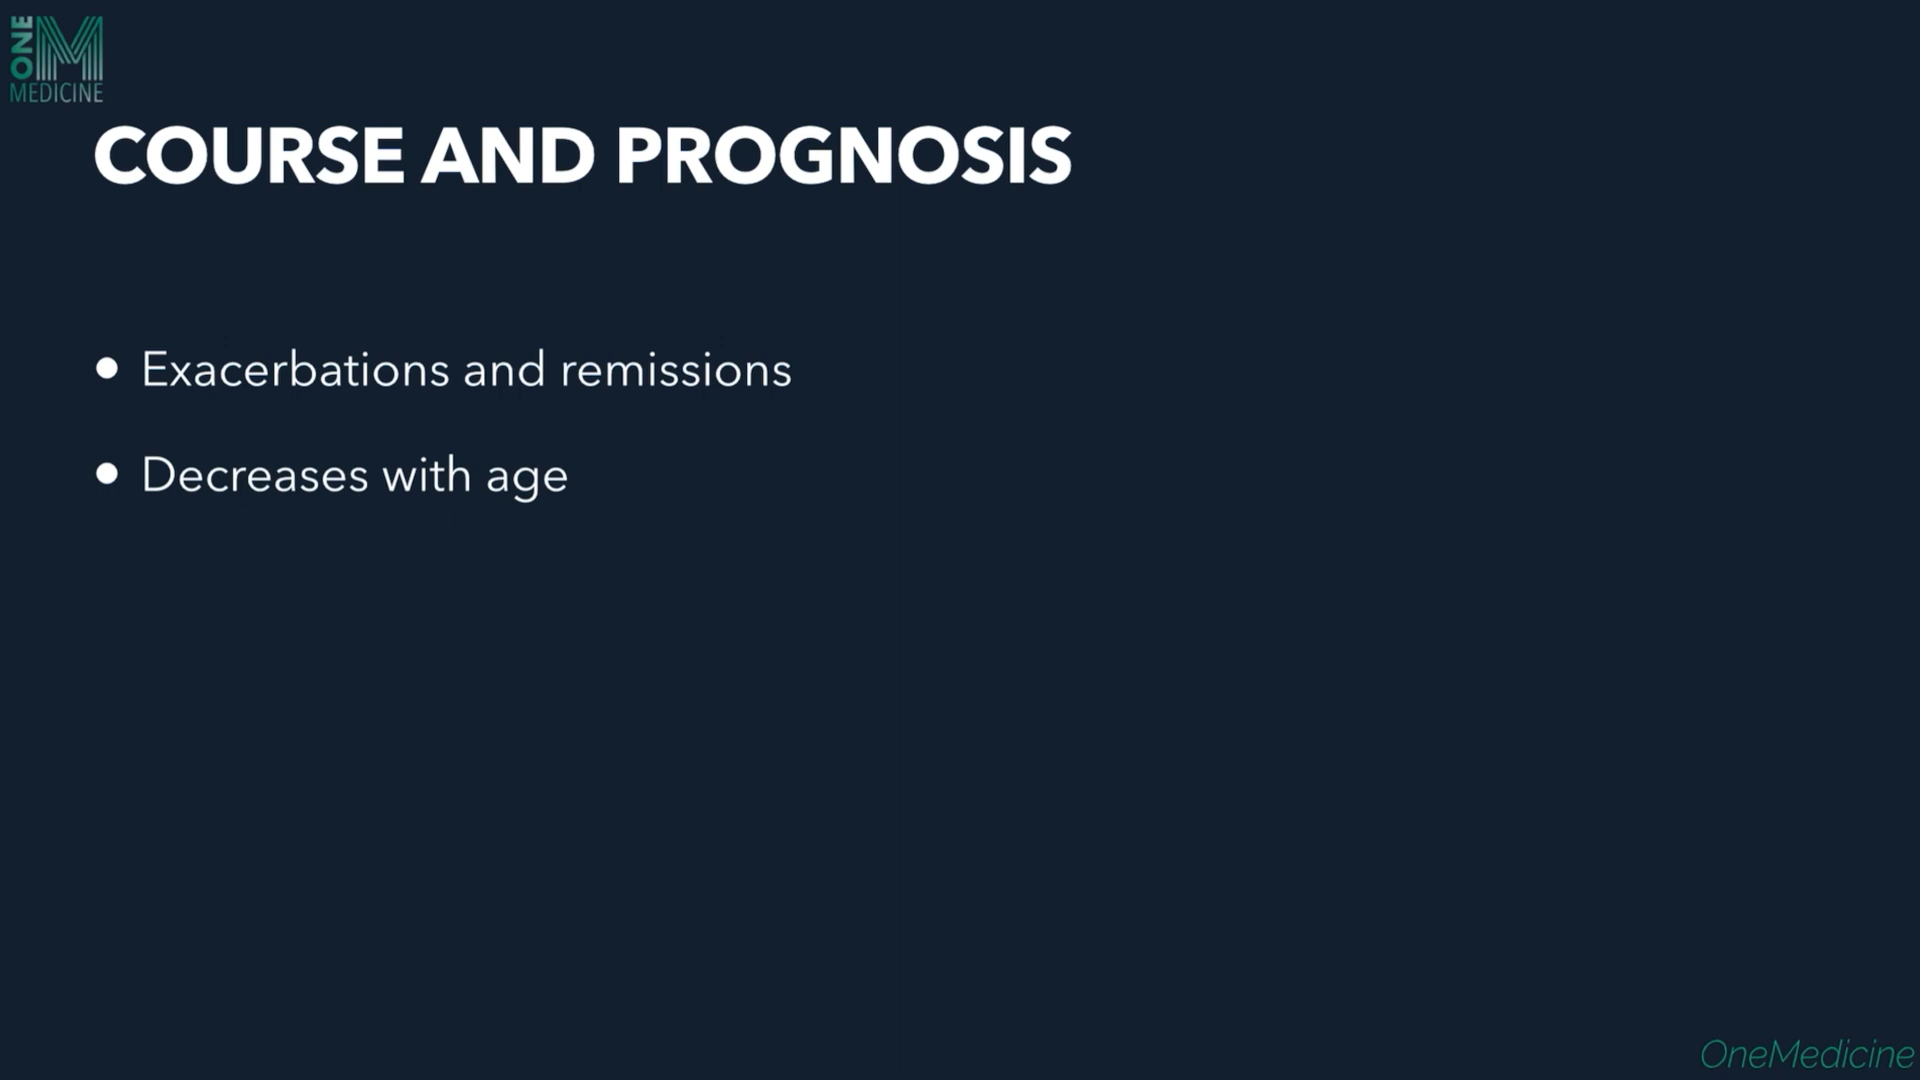 ONE
MEDICINE
COURSE AND PROGNOSIS
• Exacerbations and remissions
• Decreases with age
OneMedicine